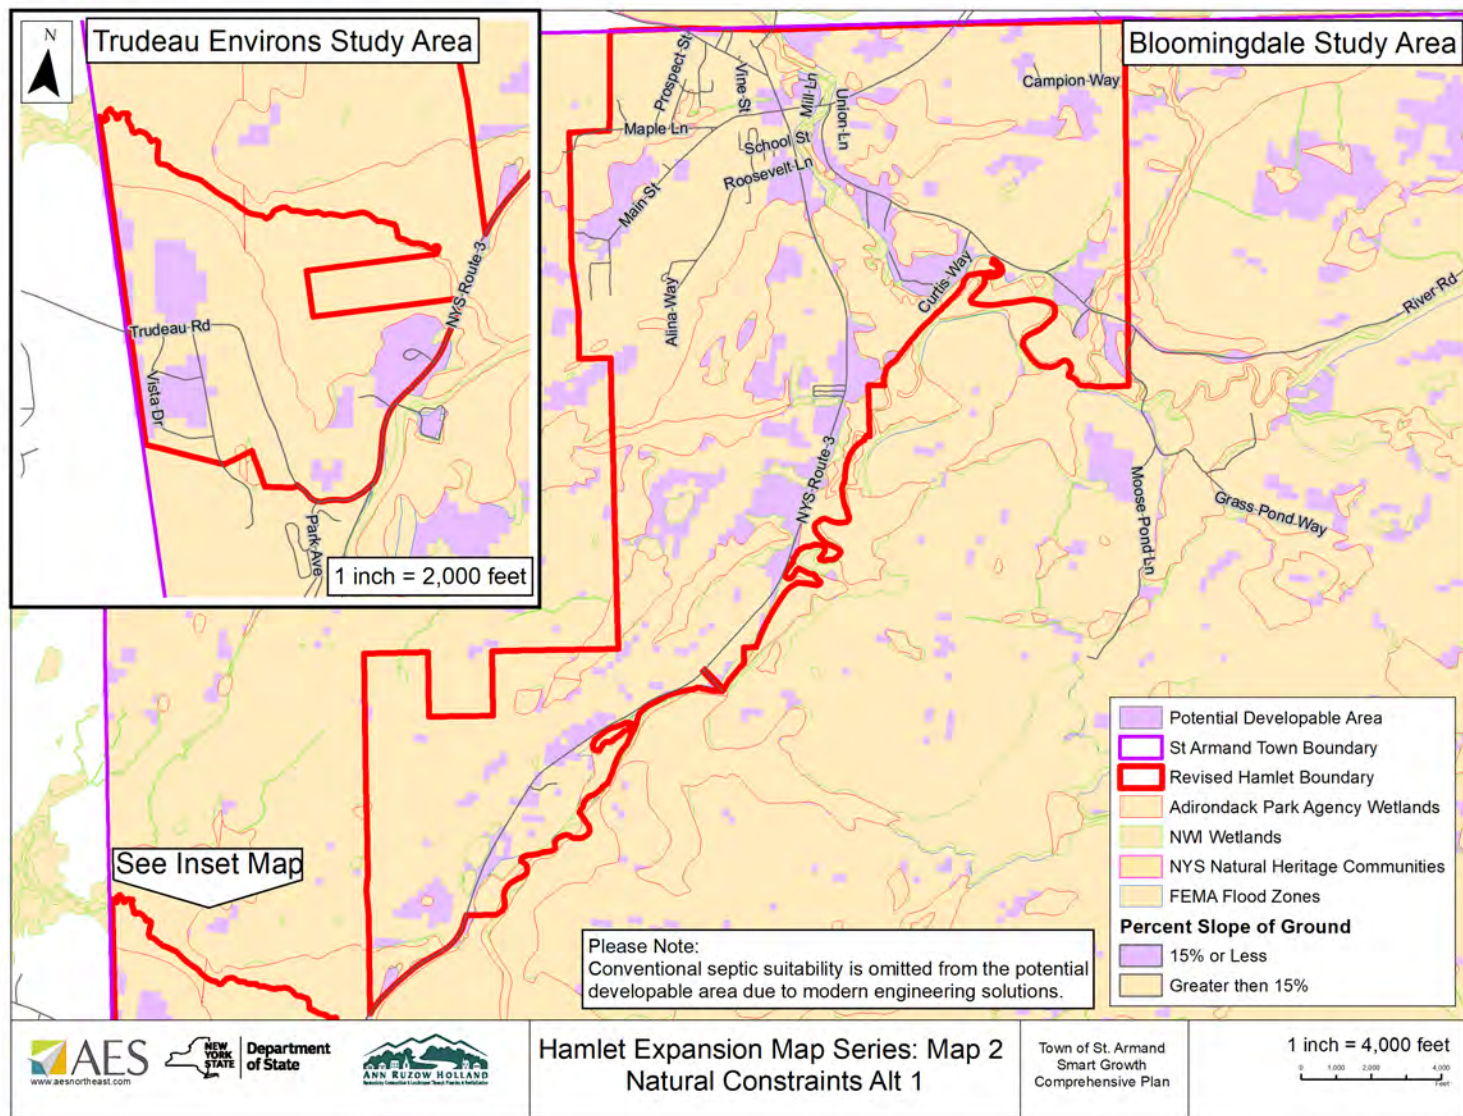 N
Trudeau Environs Study Area
Bloomingdale Study Area
Prospect St
Vine St
Mill Ln
Union Ln
Campion Way
Maple Ln
School St
Roosevelt Ln
Main St
Alina Way
Curtis Way
River Rd
NYS Route 3
Trudeau Rd
Vista Dr
Park Ave
1 inch = 2,000 feet
NYS Route 3
Moose Pond Ln
Grass Pond Way
See Inset Map
Potential Developable Area
St Armand Town Boundary
Revised Hamlet Boundary
Adirondack Park Agency Wetlands
NWI Wetlands
NYS Natural Heritage Communities
FEMA Flood Zones
Percent Slope of Ground
15% or Less
Greater then 15%
Please Note:
Conventional septic suitability is omitted from the potential
developable area due to modern engineering solutions.
AES
www.aesnortheast.com
NEW
YORK
STATE
Department
of State
ANN RUZOW HOLLAND
Hamlet Expansion Map Series: Map 2
Natural Constraints Alt 1
Town of St. Armand
Smart Growth
Comprehensive Plan
1 inch = 4,000 feet
0 1,000 2,000 3,000 4,000
Feet